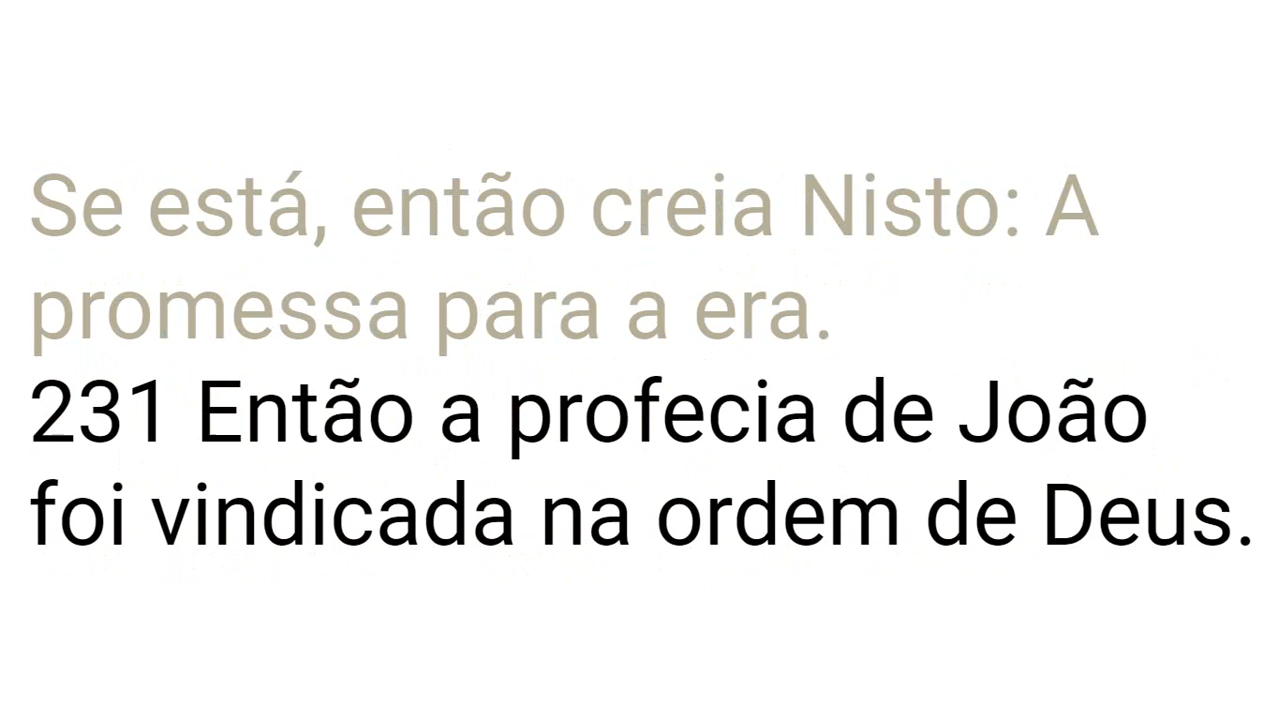 Se está, então creia Nisto: A
promessa para a era.
231 Então a profecia de João
foi vindicada na ordem de Deus.